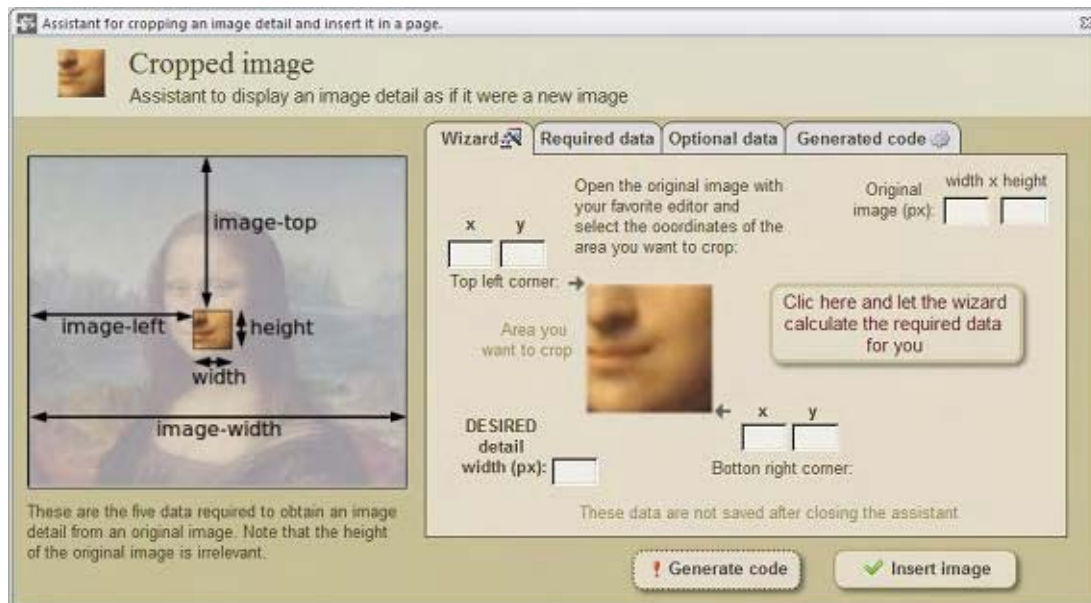 Assistant for cropping an image detail and insert it in a page.
Cropped image
Assistant to display an image detail as if it were a new image
Wizard
Required data
Optional data
Generated code
image-top
image-left
height
width
image-width
These are the five data required to obtain an image
detail from an original image. Note that the height
of the original image is irrelevant.
Open the original image with
your favorite editor and
select the ooordinates of the
area you want to crop:
width x height
Original
image (px):
x y
Top left corner:
Area you
want to crop
Clic here and let the wizard
calculate the required data
for you
x y
Botton right corner:
DESIRED
detail
width (px):
These data are not saved after closing the assistant
Generate code
Insert image